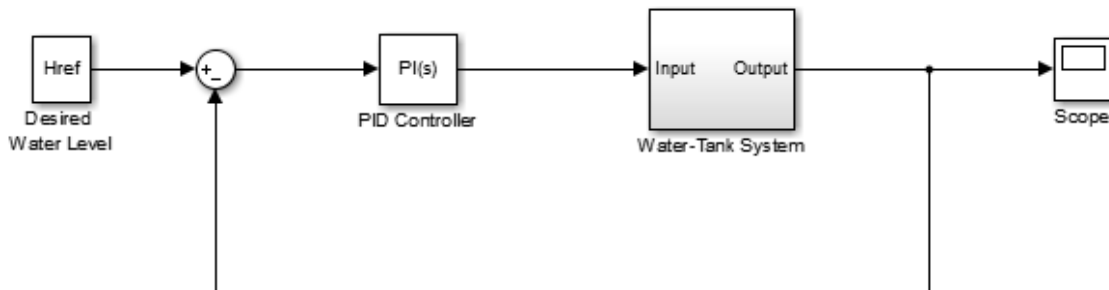 Href
Desired
Water Level
+
-
PI(s)
PID Controller
Input Output
Water-Tank System
Scope